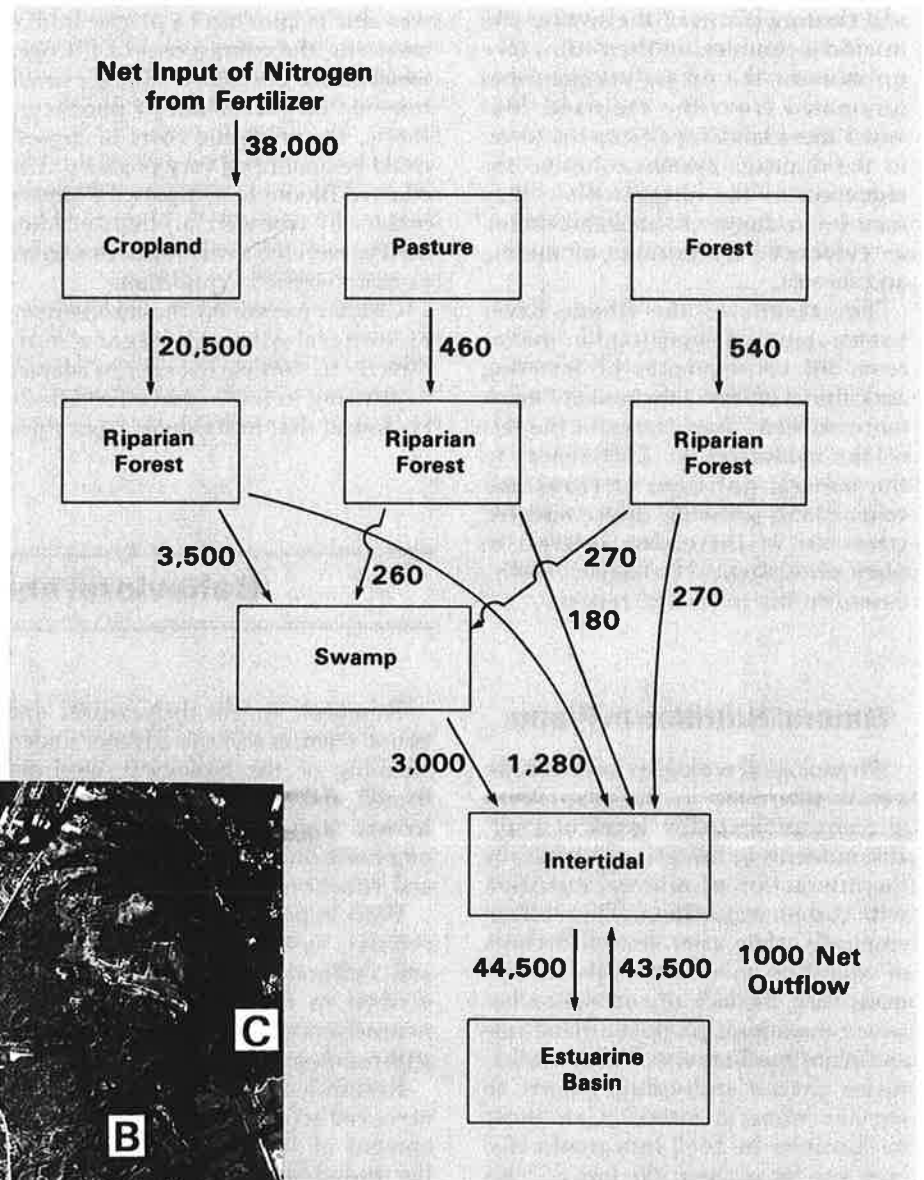 Net Input of Nitrogen
from Fertilizer
38,000
Cropland
Pasture
Forest
20,500
460
540
Riparian
Forest
Riparian
Forest
Riparian
Forest
3,500
260
270
180
270
Swamp
3,000
1,280
Intertidal
44,500
43,500
1000 Net
Outflow
Estuarine
Basin
C
B